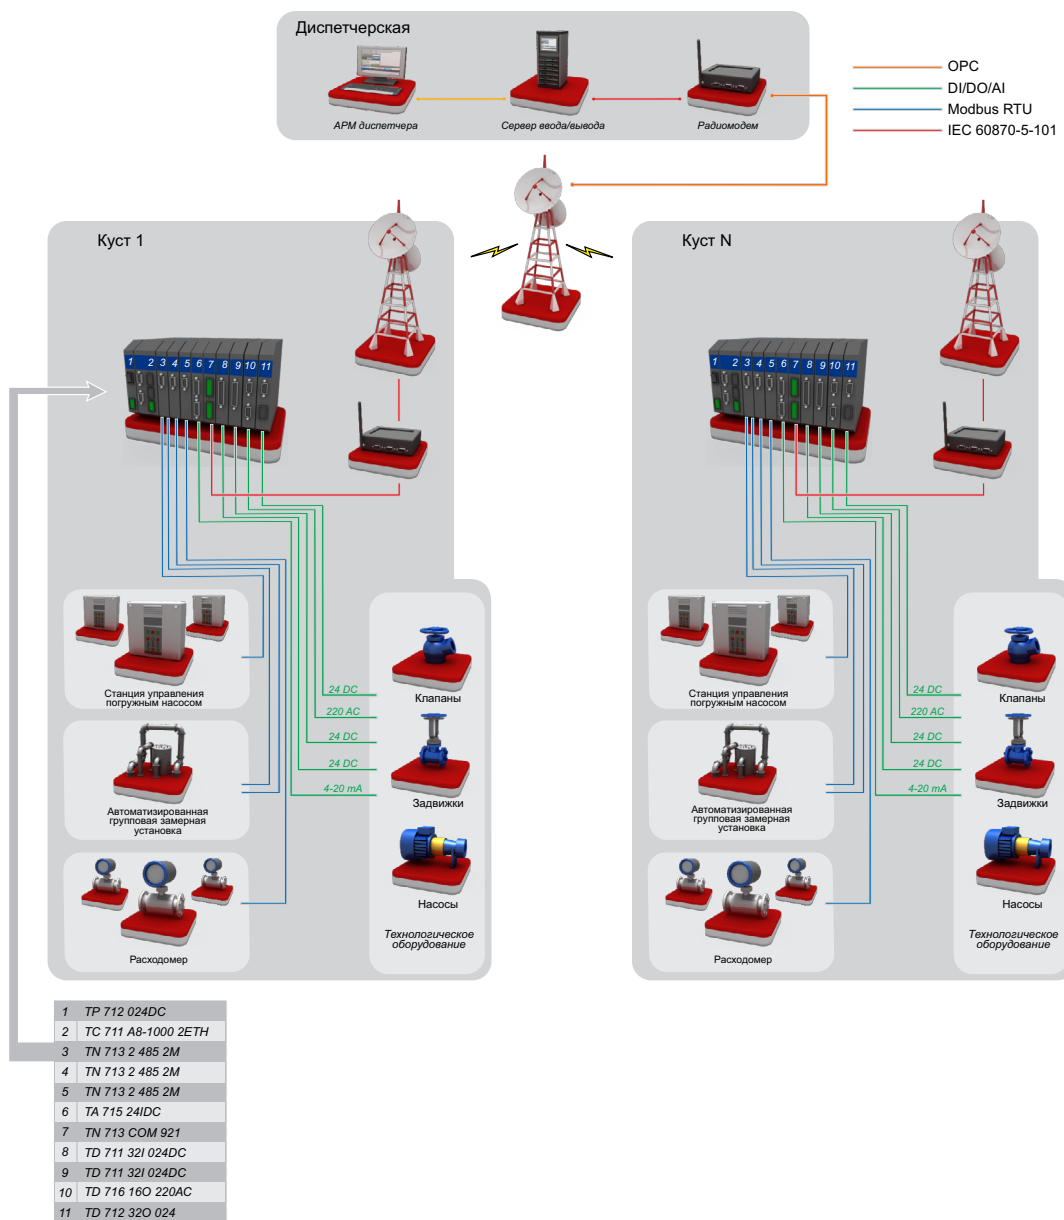 Диспетчерская
АРМ диспетчера
Сервер ввода/вывода
Радиомодем
OPC
DI/DO/AI
Modbus RTU
IEC 60870-5-101
Куст 1
1 2 3 4 5 6 7 8 9 10 11
Станция управления
погружным насосом
Автоматизированная
групповая замерная
установка
Расходомер
24 DC
220 AC
24 DC
24 DC
4-20 mA
Клапаны
Задвижки
Насосы
Технологическое
оборудование
Куст N
1 2 3 4 5 6 7 8 9 10 11
Станция управления
погружным насосом
Автоматизированная
групповая замерная
установка
Расходомер
24 DC
220 AC
24 DC
24 DC
4-20 mA
Клапаны
Задвижки
Насосы
Технологическое
оборудование
1 TP 712 024DC
2 TC 711 A8-1000 2ETH
3 TN 713 2 485 2M
4 TN 713 2 485 2M
5 TN 713 2 485 2M
6 TA 715 24IDC
7 TN 713 COM 921
8 TD 711 32I 024DC
9 TD 711 32I 024DC
10 TD 716 16O 220AC
11 TD 712 32O 024